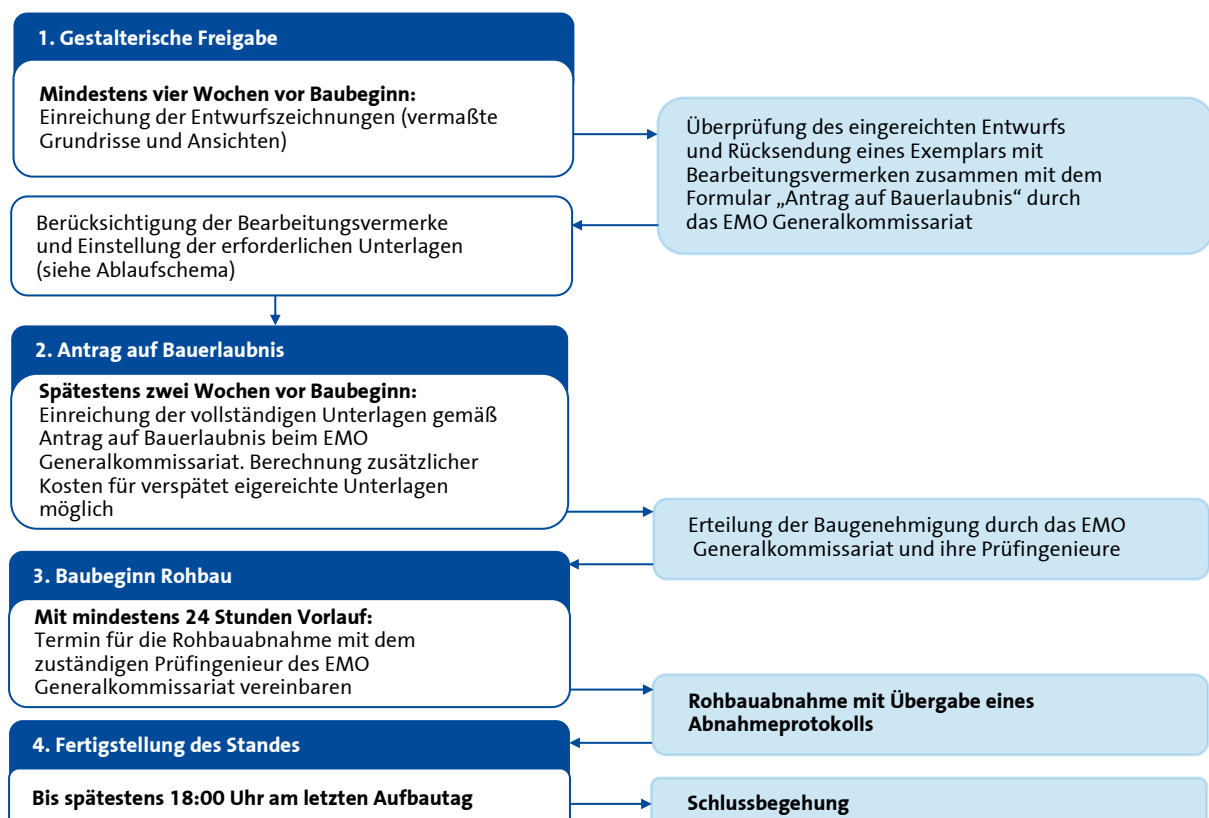 1. Gestalterische Freigabe
Mindestens vier Wochen vor Baubeginn:
Einreichung der Entwurfszeichnungen (vermaßte
Grundrisse und Ansichten)
Überprüfung des eingereichten Entwurfs
und Rücksendung eines Exemplars mit
Bearbeitungsvermerken zusammen mit dem
Formular „Antrag auf Bauerlaubnis“ durch
das EMO Generalkommissariat
Berücksichtigung der Bearbeitungsvermerke
und Einstellung der erforderlichen Unterlagen
(siehe Ablaufschema)
2. Antrag auf Bauerlaubnis
Spätestens zwei Wochen vor Baubeginn:
Einreichung der vollständigen Unterlagen gemäß
Antrag auf Bauerlaubnis beim EMO
Generalkommissariat. Berechnung zusätzlicher
Kosten für verspätet eigereichte Unterlagen
möglich
Erteilung der Baugenehmigung durch das EMO
Generalkommissariat und ihre Prüfingenieure
3. Baubeginn Rohbau
Mit mindestens 24 Stunden Vorlauf:
Termin für die Rohbauabnahme mit dem
zuständigen Prüfingenieur des EMO
Generalkommissariat vereinbaren
Rohbauabnahme mit Übergabe eines
Abnahmeprotokolls
4. Fertigstellung des Standes
Bis spätestens 18:00 Uhr am letzten Aufbautag
Schlussbegehung